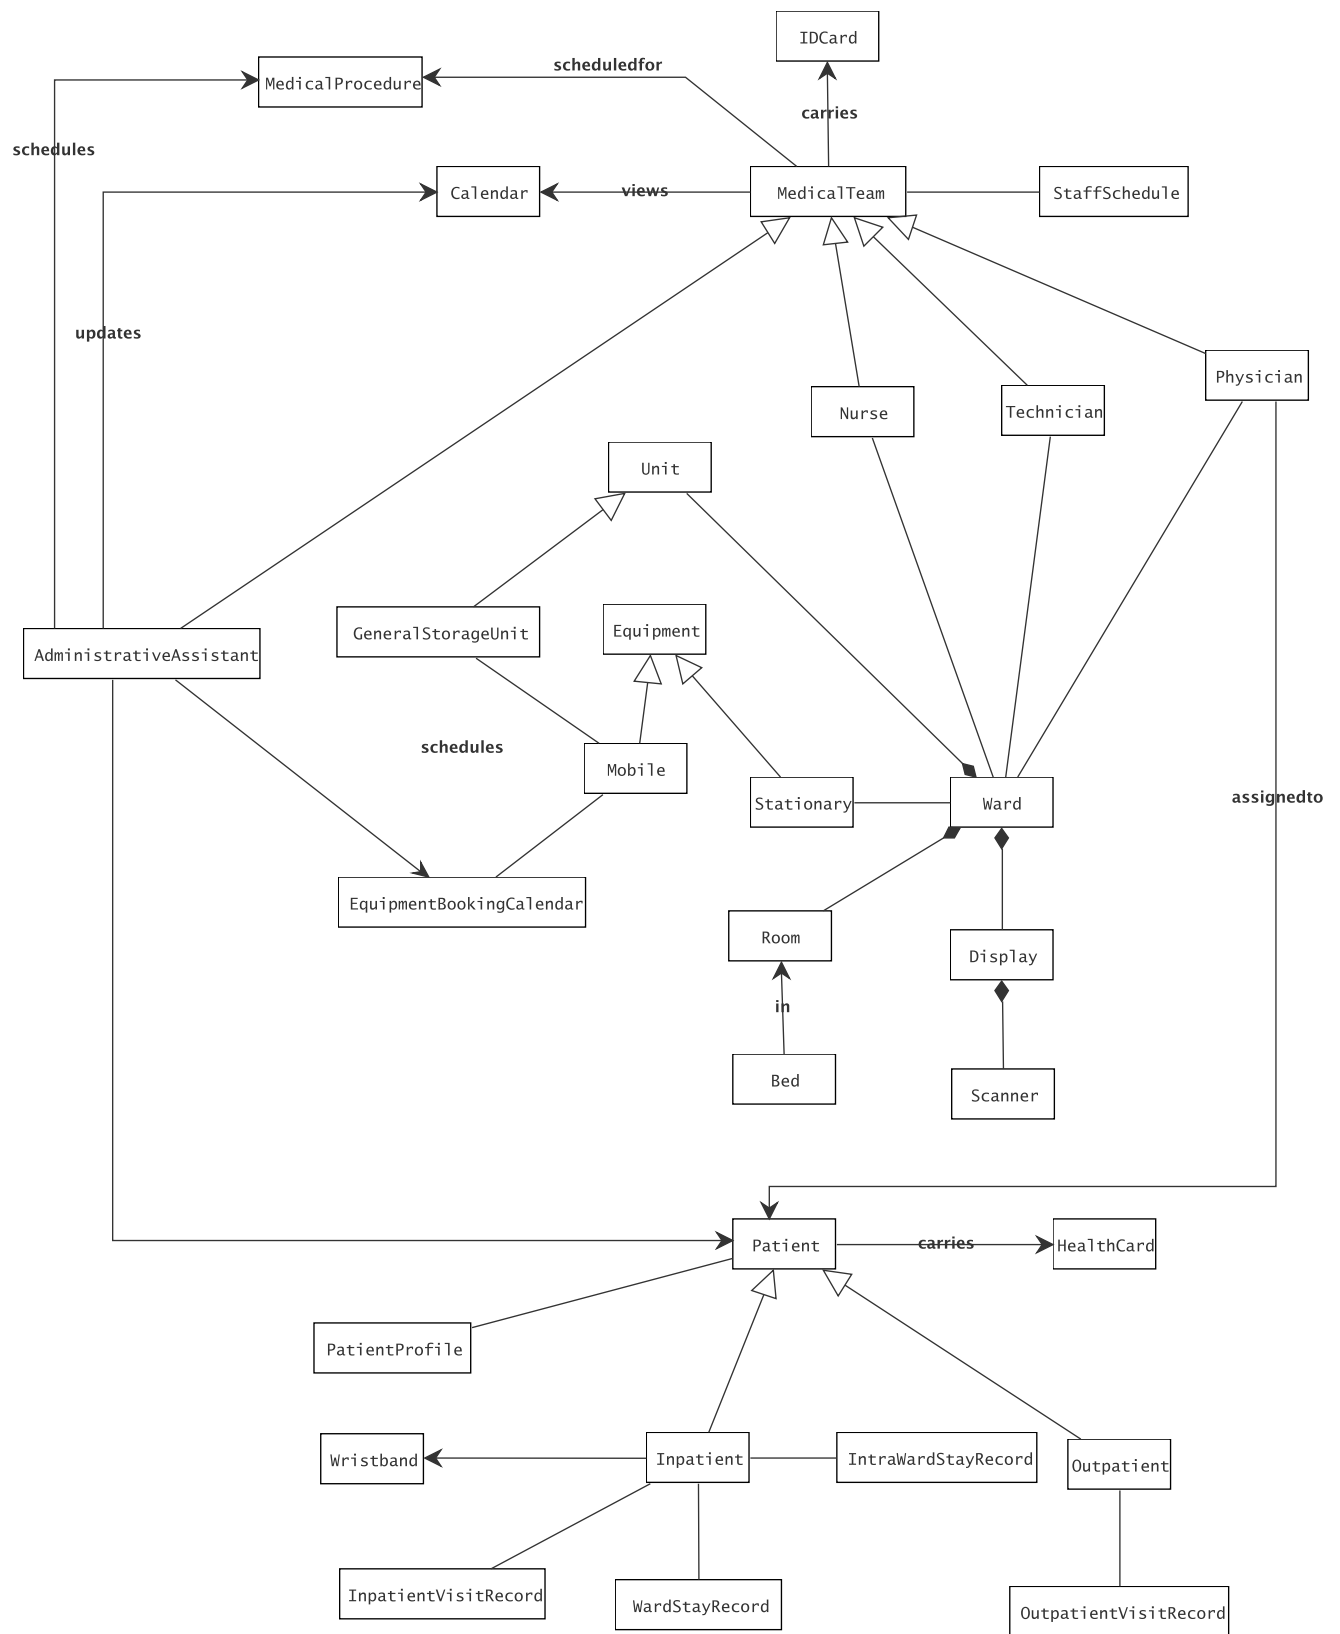 IDCard
scheduledfor
MedicalProcedure
carries
schedules
Calendar
views
MedicalTeam
StaffSchedule
updates
Physician
Nurse
Technician
Unit
GeneralStorageUnit
Equipment
AdministrativeAssistant
schedules
Mobile
Stationary
Ward
assignedto
EquipmentBookingCalendar
Room
Display
in
Bed
Scanner
Patient
carries
HealthCard
PatientProfile
Wristband
Inpatient
IntraWardStayRecord
Outpatient
InpatientVisitRecord
WardStayRecord
OutpatientVisitRecord